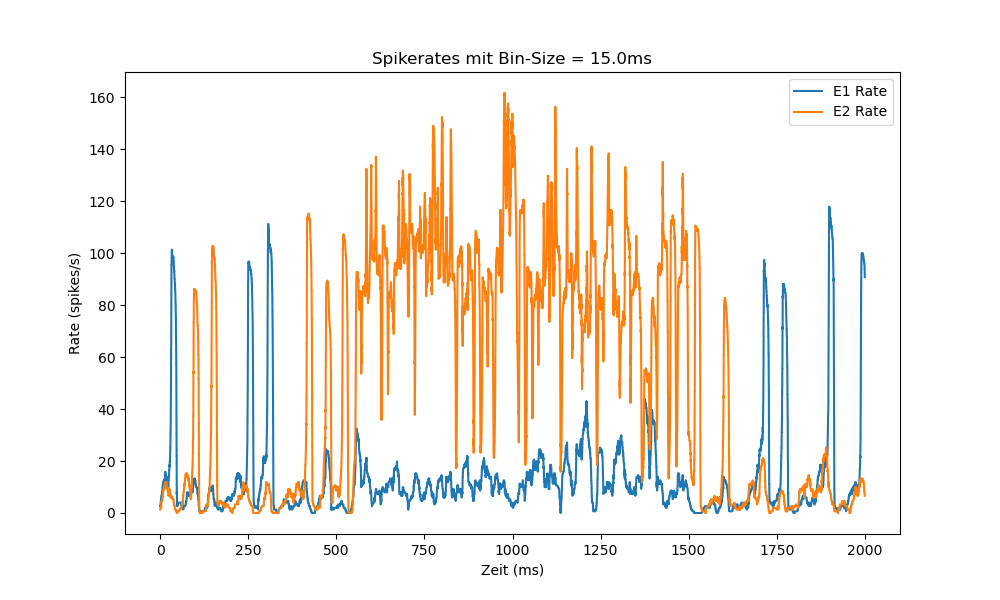 Spikerates mit Bin-Size = 15.0ms
E1 Rate
E2 Rate
160
140
120
100
80
60
40
20
0
Rate (spikes/s)
0 250 500 750 1000 1250 1500 1750 2000
Zeit (ms)